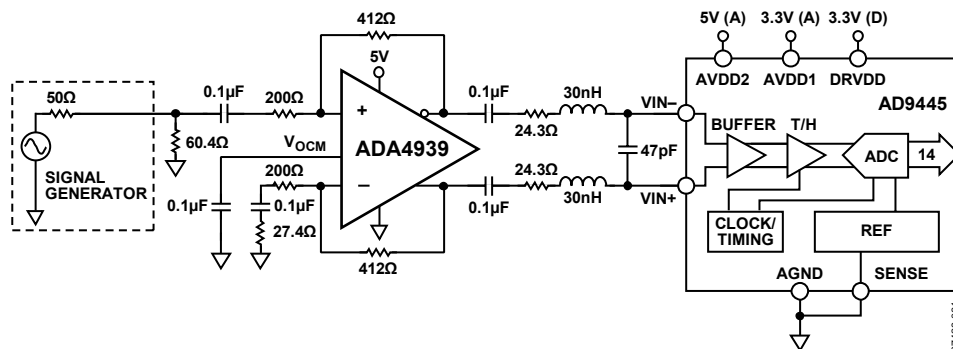 412Ω
5V (A)
3.3V (A)
3.3V (D)
5V
AVDD2
AVDD1
DRVDD
50Ω
0.1µF
200Ω
0.1µF
30nH
VIN–
AD9445
+
24.3Ω
BUFFER
T/H
60.4Ω
VOCM
ADA4939
47pF
ADC
14
SIGNAL
GENERATOR
200Ω
–
24.3Ω
0.1µF
0.1µF
0.1µF
30nH
VIN+
27.4Ω
CLOCK/
TIMING
REF
412Ω
AGND
SENSE